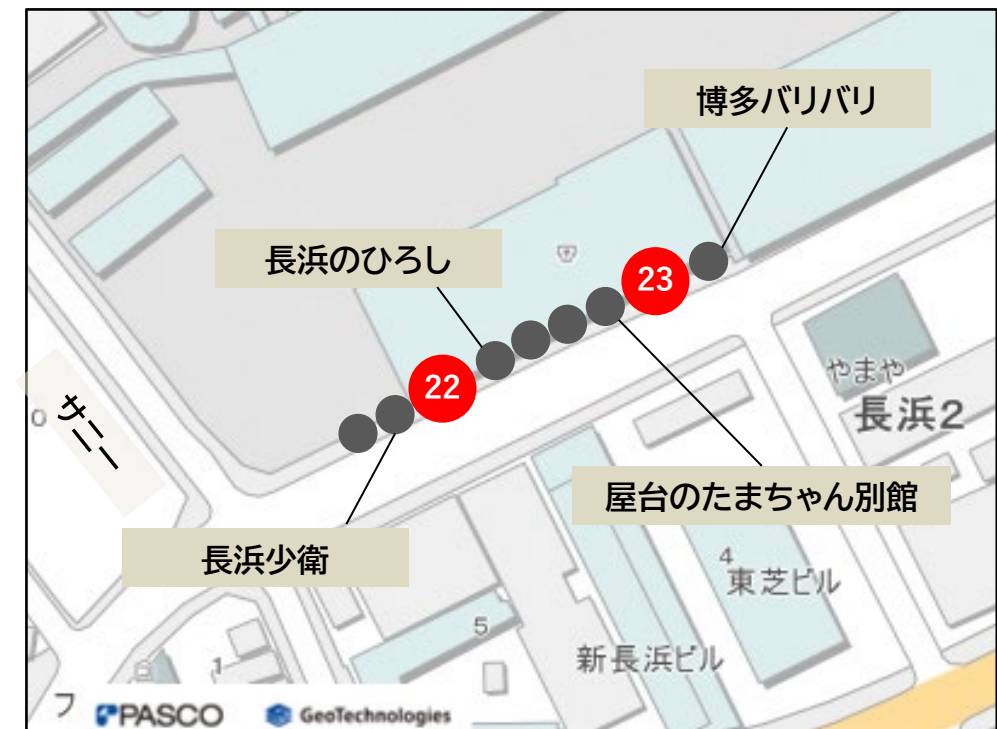 博多バリバリ
長浜のひろし
23
22
やまや
長浜2
サニー
屋台のたまちゃん別館
長浜少衛
4
東芝ビル
5
新長浜ビル
1
フ
PASCO
GeoTechnologies